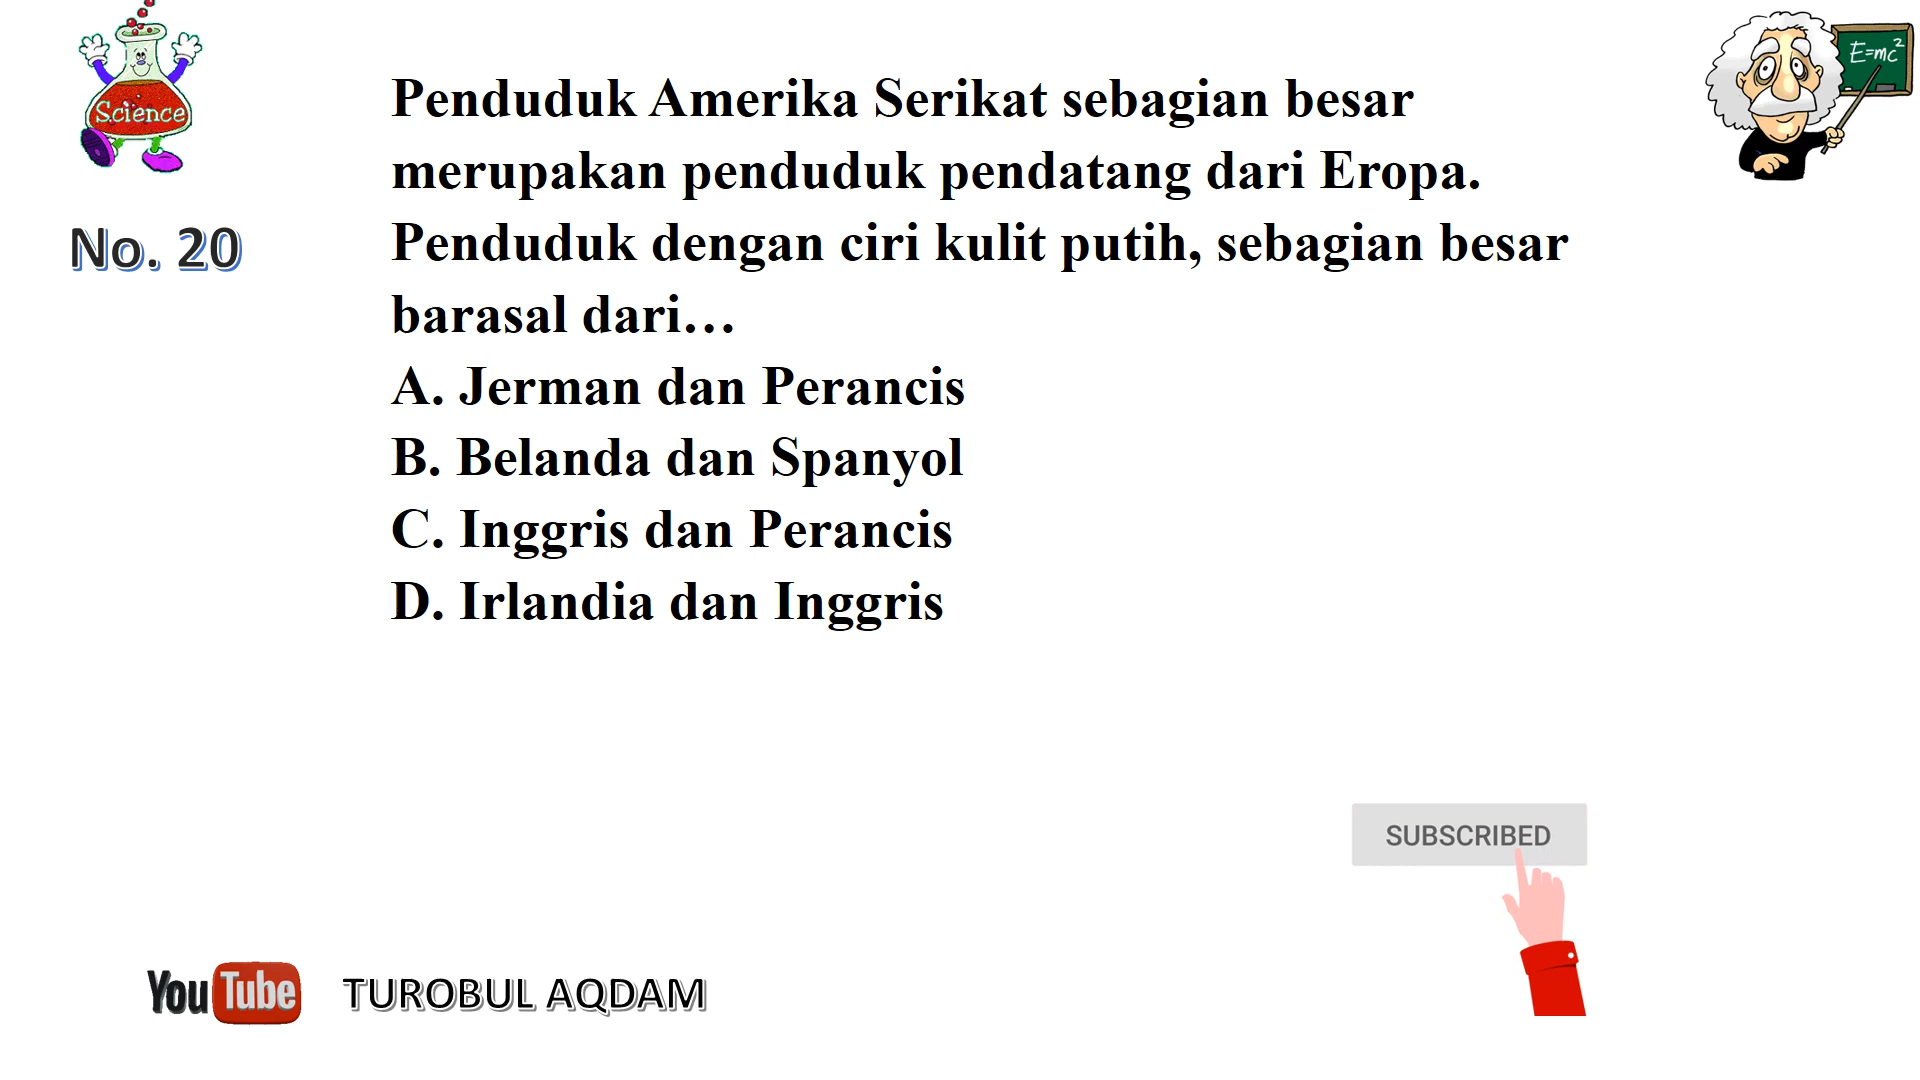 Science
E=mc²
No. 20
Penduduk Amerika Serikat sebagian besar
merupakan penduduk pendatang dari Eropa.
Penduduk dengan ciri kulit putih, sebagian besar
barasal dari…
A. Jerman dan Perancis
B. Belanda dan Spanyol
C. Inggris dan Perancis
D. Irlandia dan Inggris
SUBSCRIBED
YouTube TUROBUL AQDAM